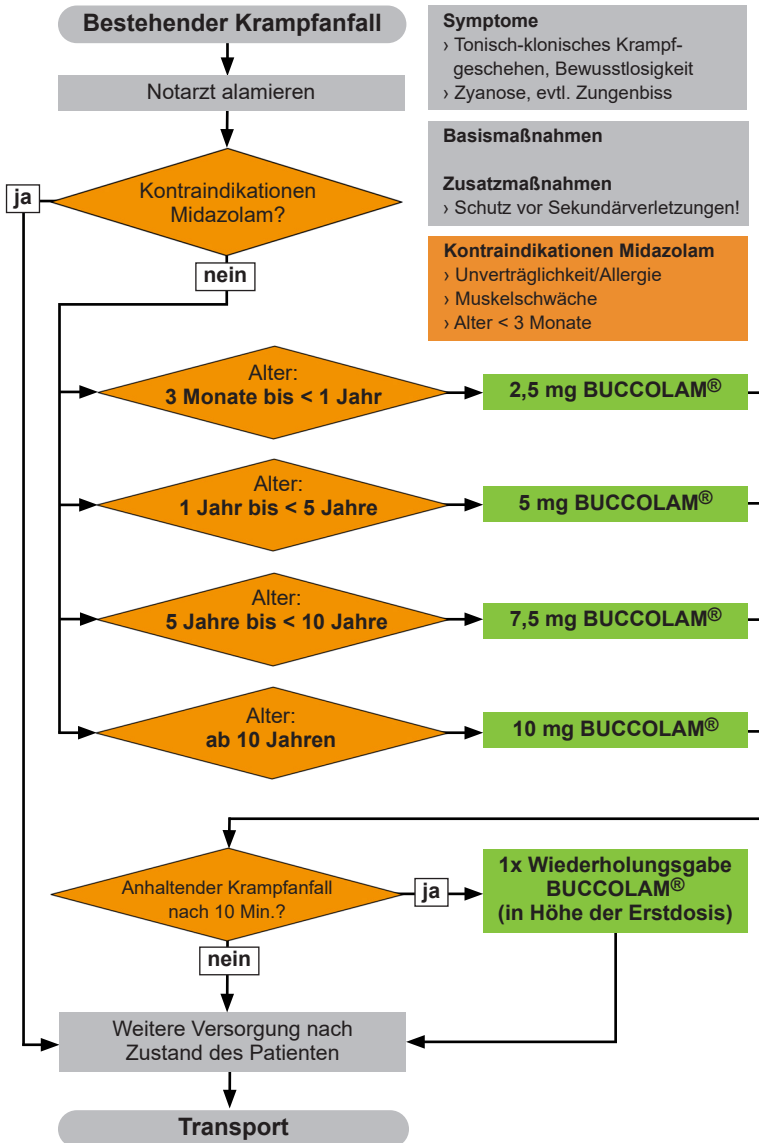 Bestehender Krampfanfall
Notarzt alamieren
Symptome
› Tonisch-klonisches Krampf-
geschehen, Bewusstlosigkeit
› Zyanose, evtl. Zungenbiss
Basismaßnahmen
Zusatzmaßnahmen
› Schutz vor Sekundärverletzungen!
Kontraindikationen
Midazolam?
ja
nein
Kontraindikationen Midazolam
› Unverträglichkeit/Allergie
› Muskelschwäche
› Alter < 3 Monate
Alter:
3 Monate bis < 1 Jahr
2,5 mg BUCCOLAM®
Alter:
1 Jahr bis < 5 Jahre
5 mg BUCCOLAM®
Alter:
5 Jahre bis < 10 Jahre
7,5 mg BUCCOLAM®
Alter:
ab 10 Jahren
10 mg BUCCOLAM®
Anhaltender Krampfanfall
nach 10 Min.?
ja
1x Wiederholungsgabe
BUCCOLAM®
(in Höhe der Erstdosis)
nein
Weitere Versorgung nach
Zustand des Patienten
Transport